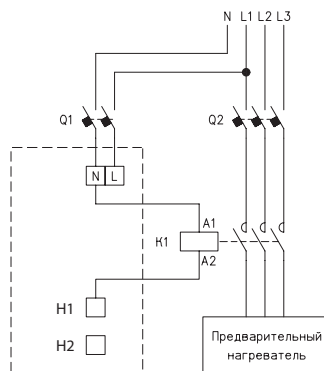 N L1 L2 L3
Q1
Q2
N L
A1
K1
A2
H1
H2
Предварительный
нагреватель